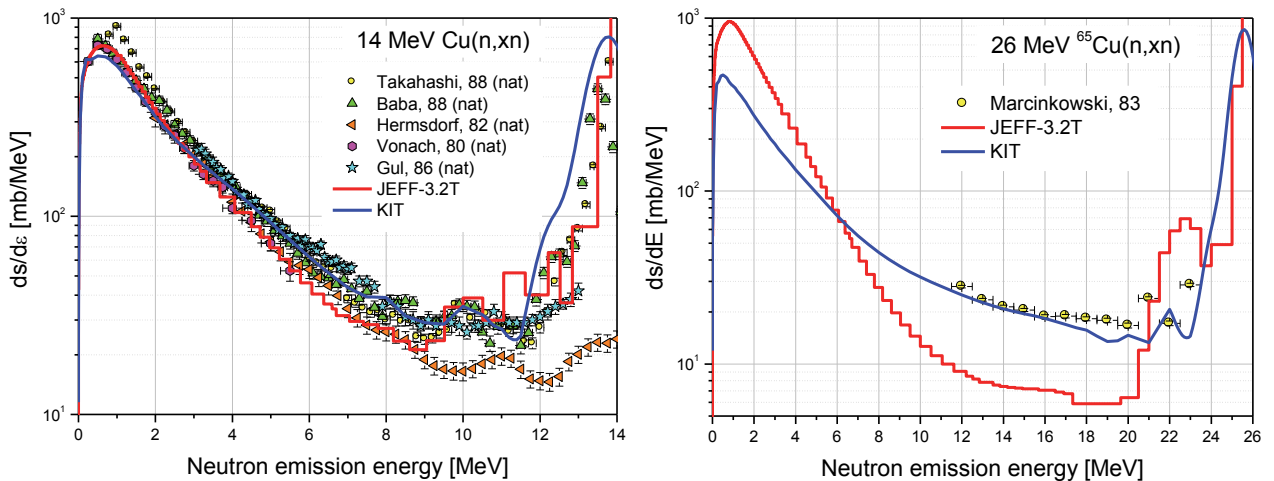 14 MeV Cu(n,xn)
Takahashi, 88 (nat)
Baba, 88 (nat)
Hermsdorf, 82 (nat)
Vonach, 80 (nat)
Gul, 86 (nat)
JEFF-3.2T
KIT
ds/dε [mb/MeV]
10³
10²
10¹
0 2 4 6 8 10 12 14
Neutron emission energy [MeV]
26 MeV ⁶⁵Cu(n,xn)
Marcinkowski, 83
JEFF-3.2T
KIT
ds/dE [mb/MeV]
10³
10²
10¹
0 2 4 6 8 10 12 14 16 18 20 22 24 26
Neutron emission energy [MeV]